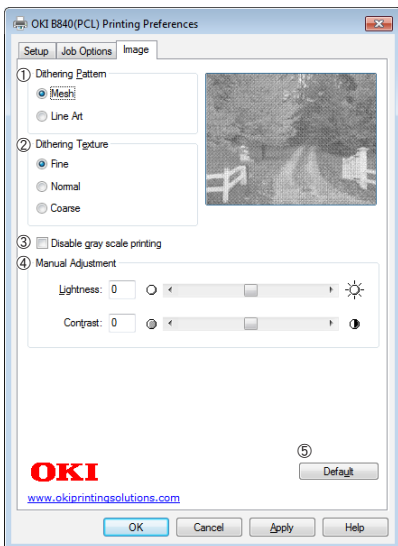 OKI B840(PCL) Printing Preferences
Setup Job Options Image
① Dithering Pattern
Mesh
Line Art
② Dithering Texture
Fine
Normal
Coarse
③ Disable gray scale printing
④ Manual Adjustment
Lightness: 0
Contrast: 0
⑤
Default
OKI
www.okiprintingsolutions.com
OK Cancel Apply Help